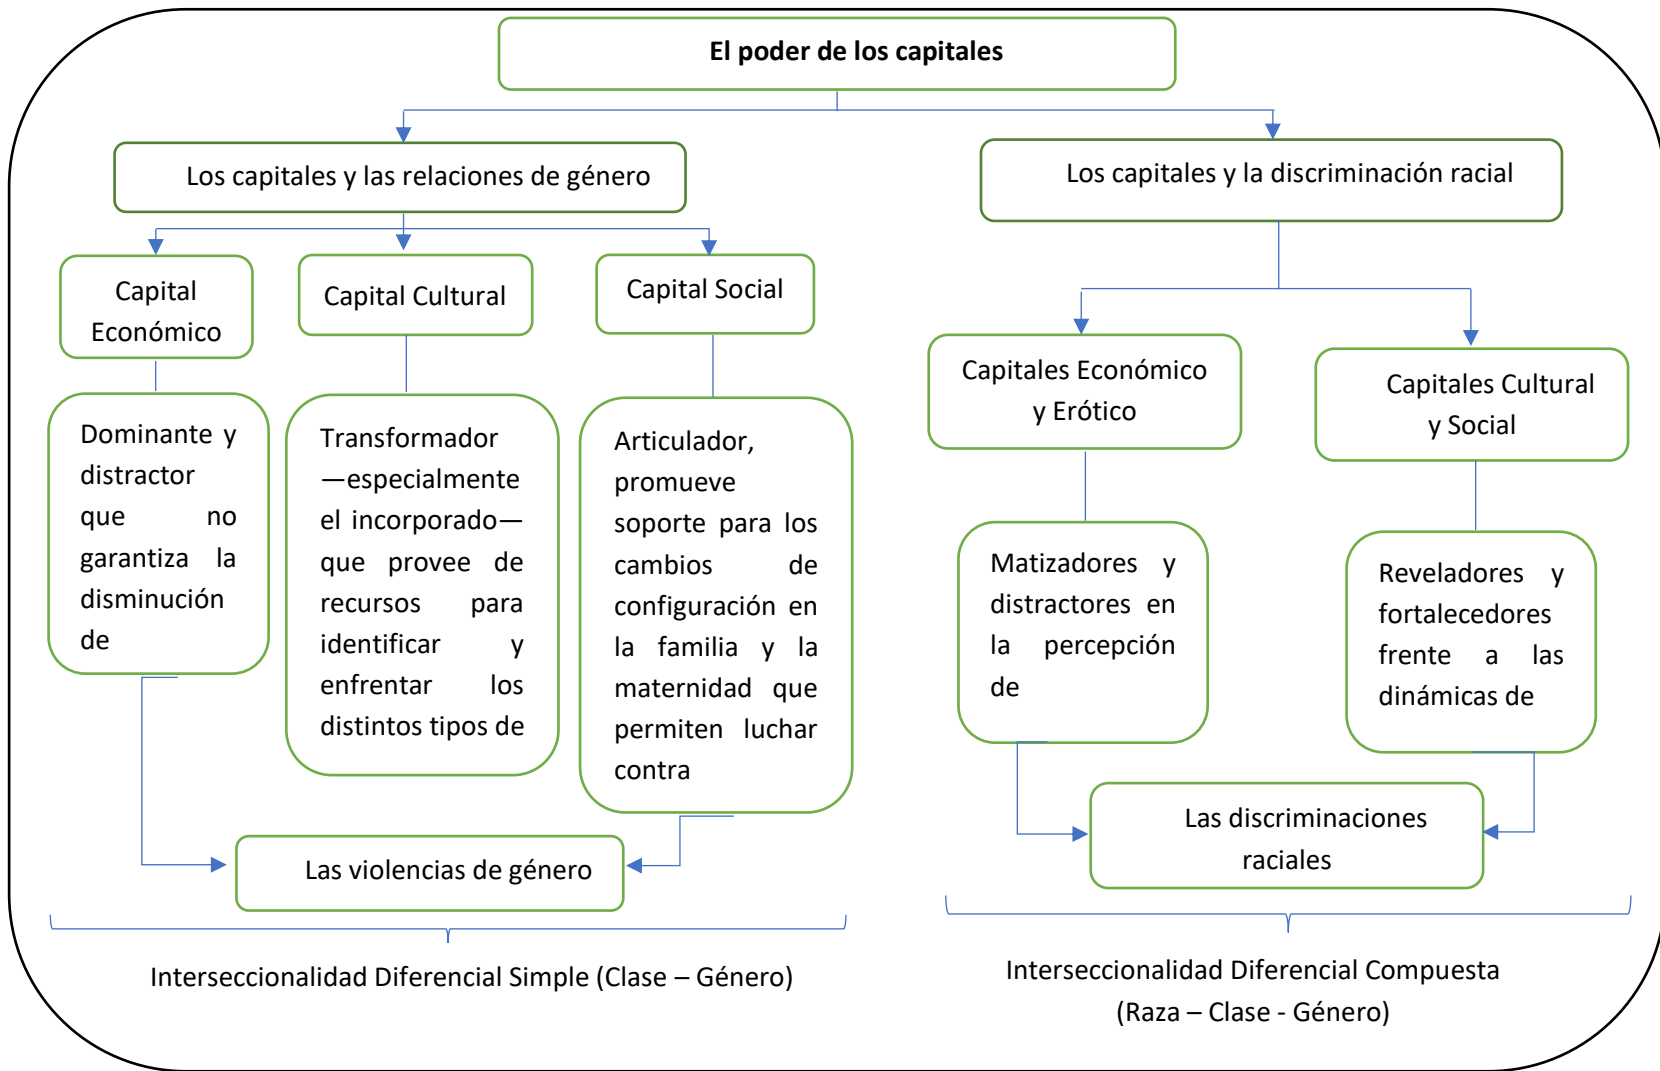 El poder de los capitales
Los capitales y las relaciones de género
Los capitales y la discriminación racial
Capital
Económico
Capital Cultural
Capital Social
Capitales Económico
y Erótico
Capitales Cultural
y Social
Dominante y
distractor
que no
garantiza la
disminución
de
Transformador
—especialmente
el incorporado—
que provee de
recursos para
identificar y
enfrentar los
distintos tipos de
Articulador,
promueve
soporte para los
cambios de
configuración en
la familia y la
maternidad que
permiten luchar
contra
Matizadores y
distractores en
la percepción
de
Reveladores y
fortalecedores
frente a las
dinámicas de
Las violencias de género
Las discriminaciones
raciales
Interseccionalidad Diferencial Simple (Clase – Género)
Interseccionalidad Diferencial Compuesta
(Raza – Clase - Género)